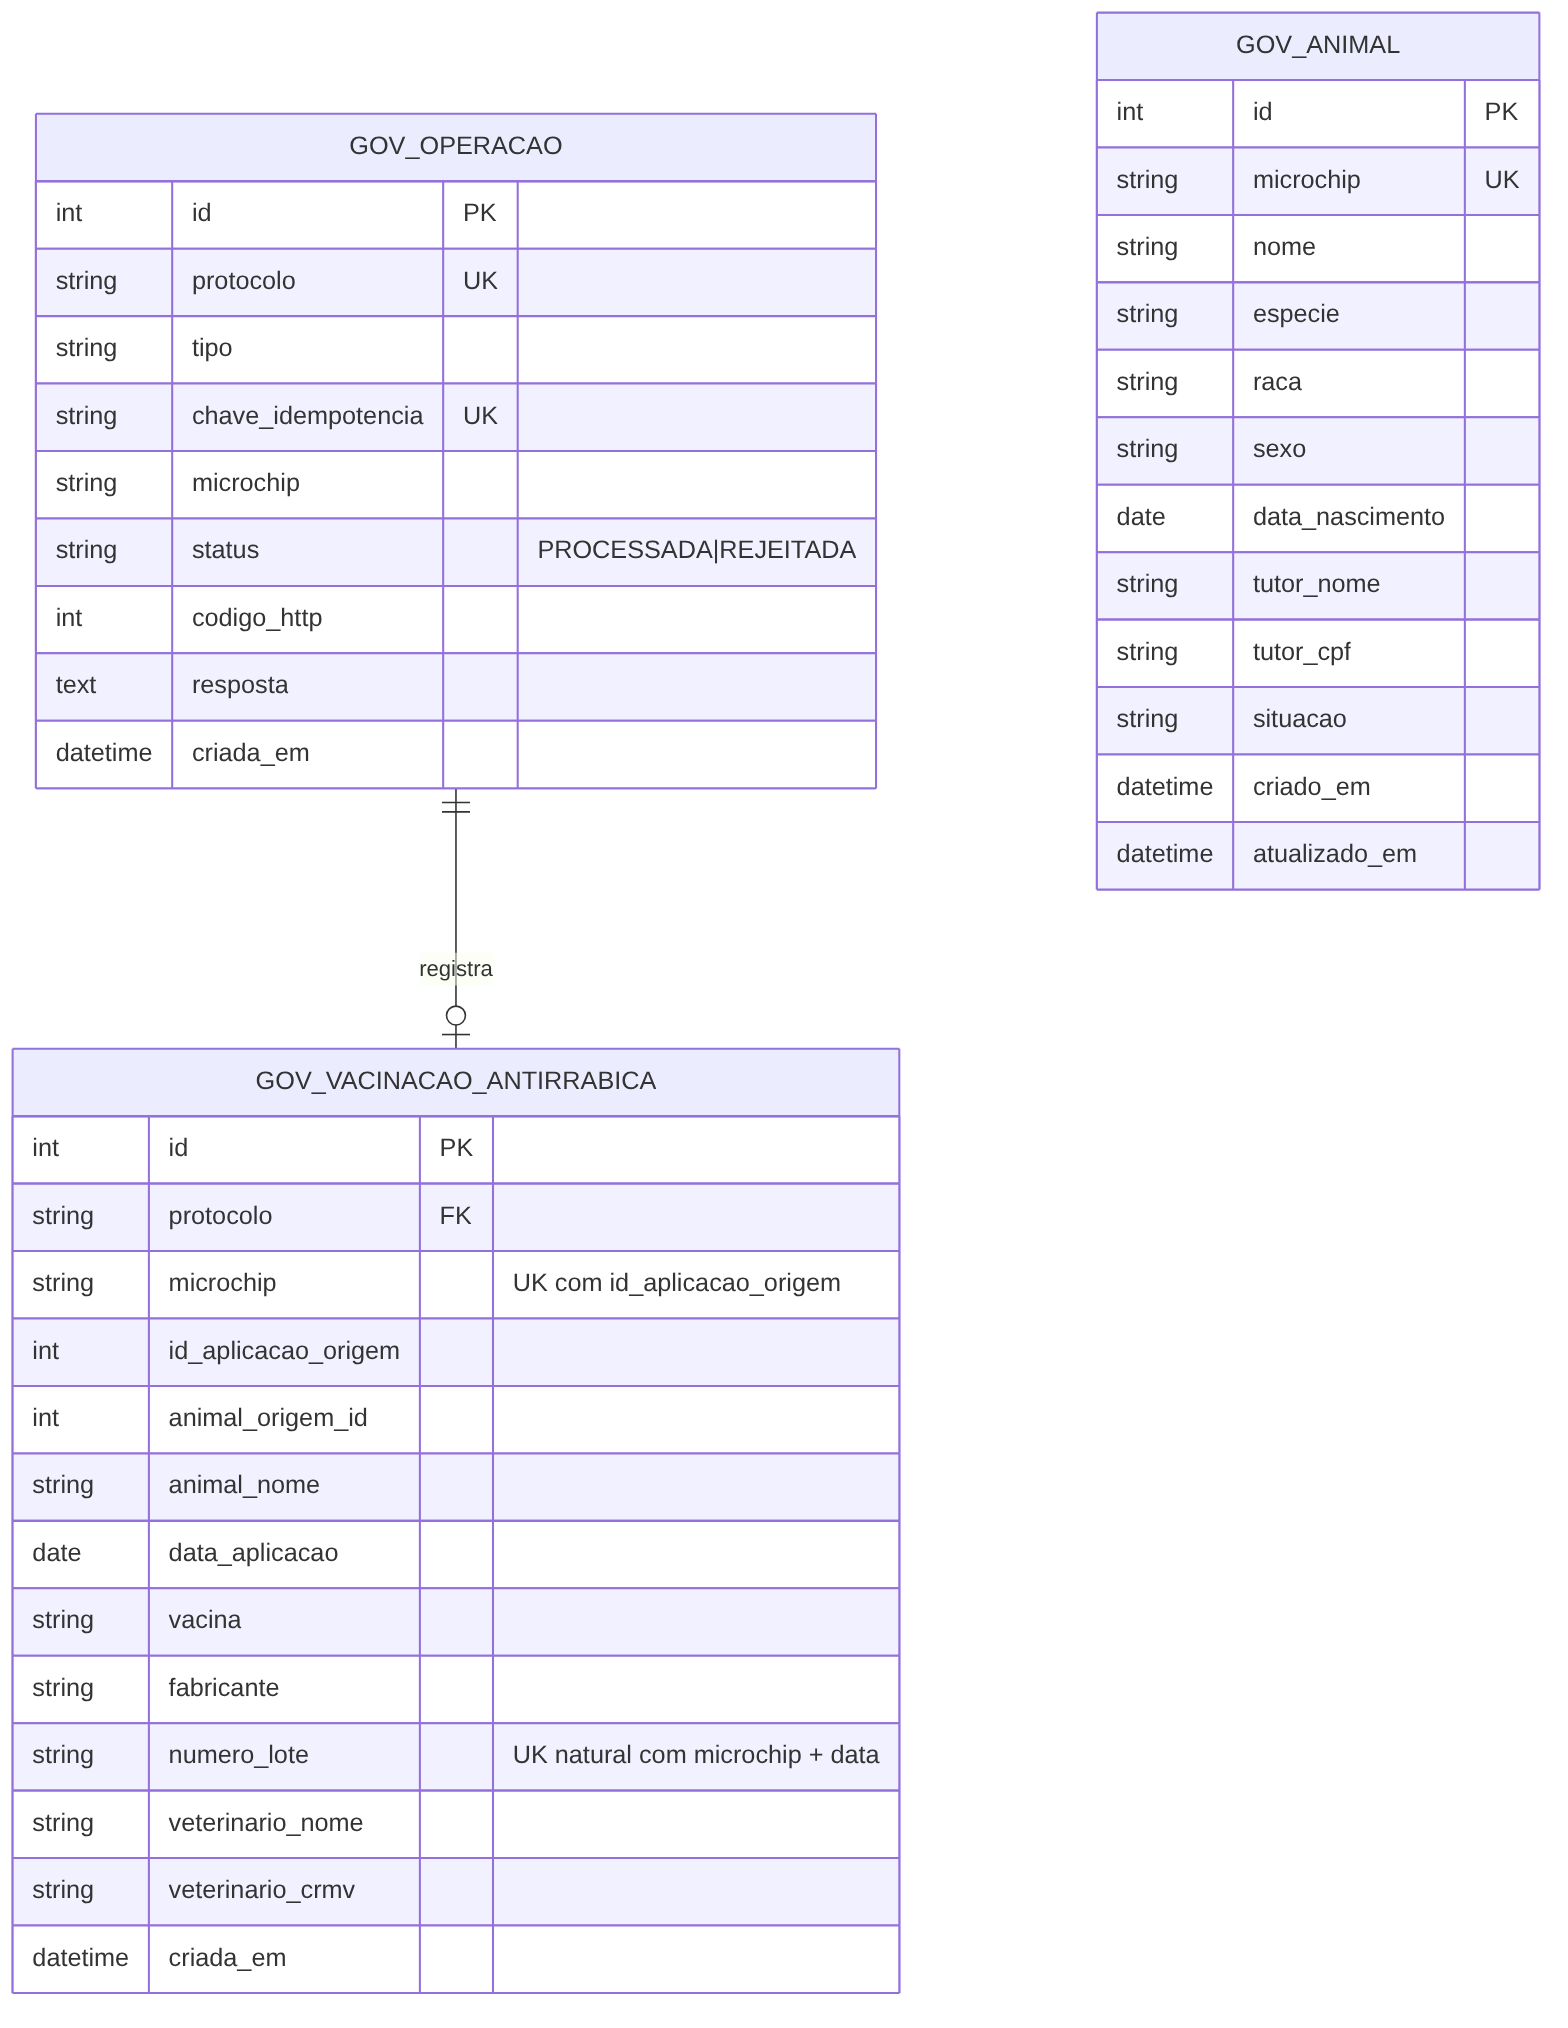 GOV_OPERACAO
int id PK
string protocolo UK
string tipo
string chave_idempotencia UK
string microchip
string status PROCESSADA|REJEITADA
int codigo_http
text resposta
datetime criada_em
registra
GOV_VACINACAO_ANTIRRABICA
int id PK
string protocolo FK
string microchip UK com id_aplicacao_origem
int id_aplicacao_origem
int animal_origem_id
string animal_nome
date data_aplicacao
string vacina
string fabricante
string numero_lote UK natural com microchip + data
string veterinario_nome
string veterinario_crmv
datetime criada_em
GOV_ANIMAL
int id PK
string microchip UK
string nome
string especie
string raca
string sexo
date data_nascimento
string tutor_nome
string tutor_cpf
string situacao
datetime criado_em
datetime atualizado_em